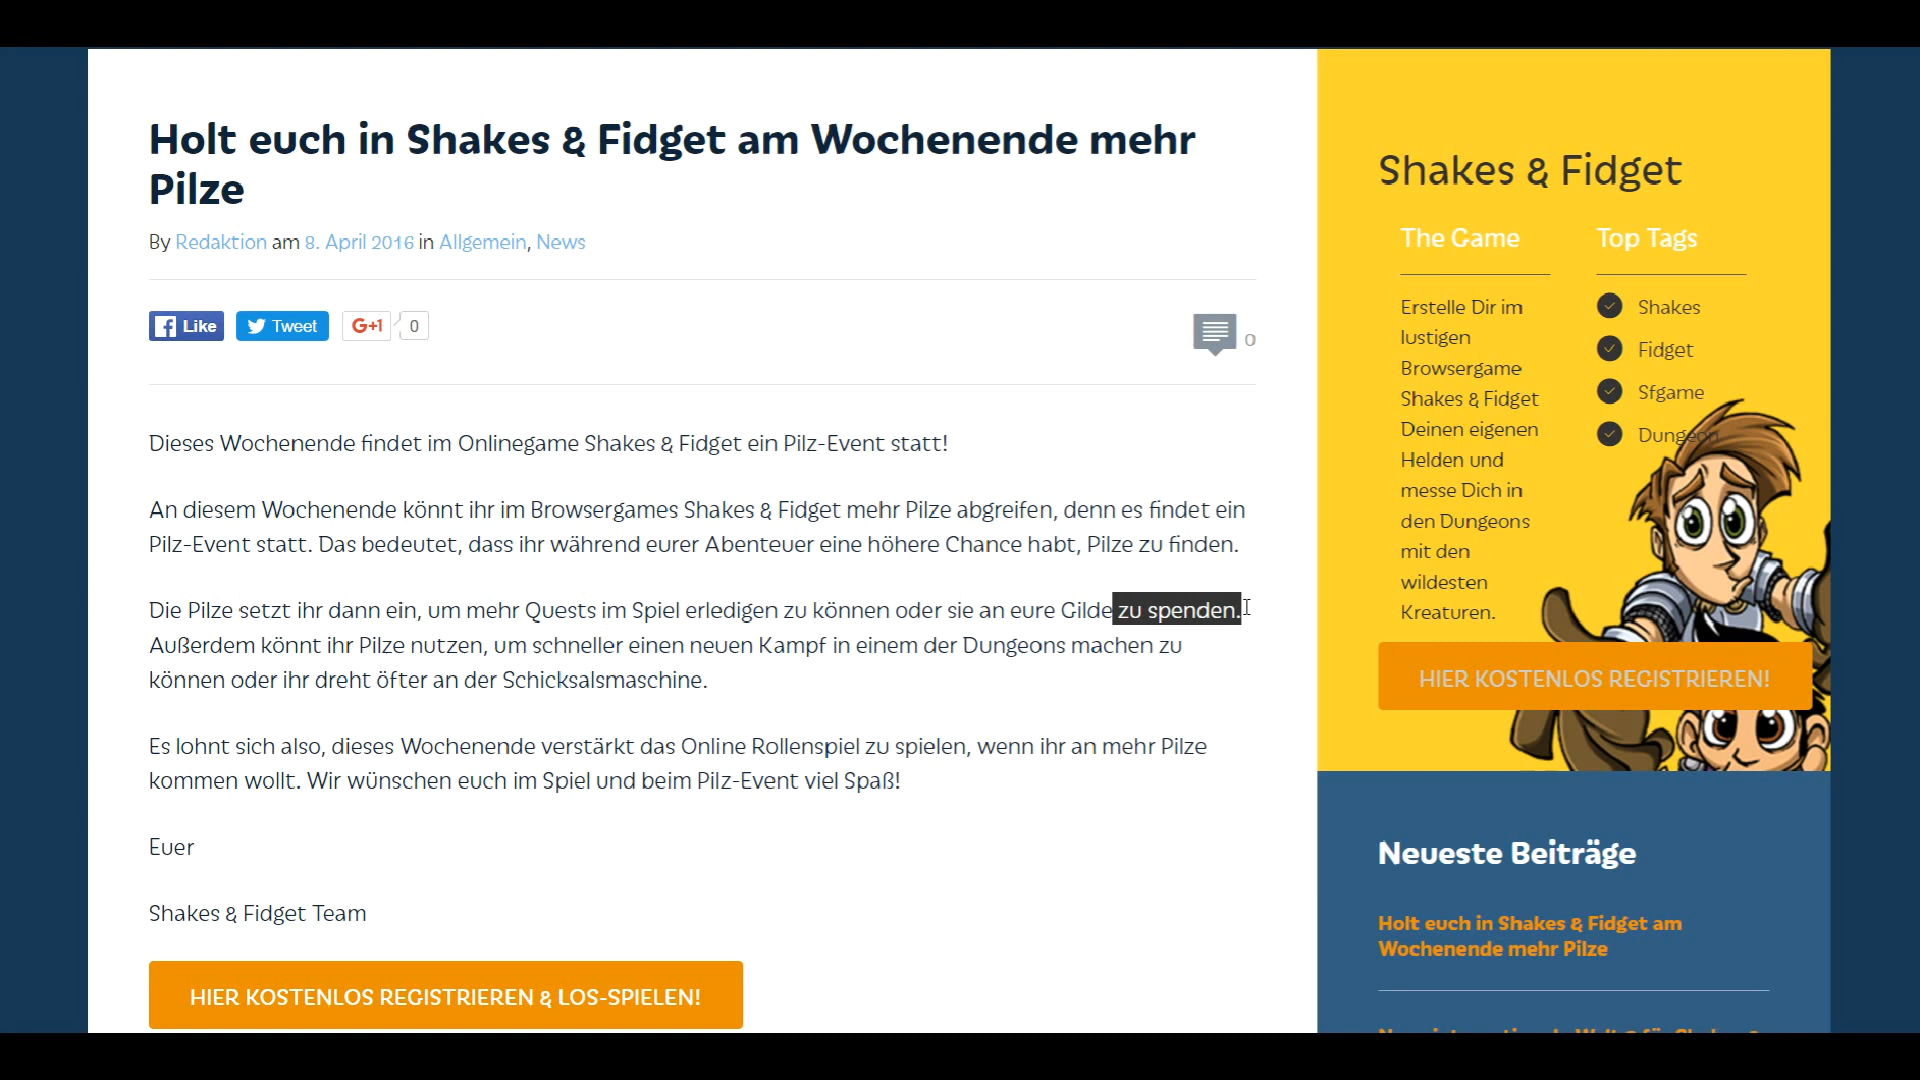 Holt euch in Shakes & Fidget am Wochenende mehr
Pilze
By Redaktion am 8. April 2016 in Allgemein, News
Like
Tweet
G+1
0
0
Dieses Wochenende findet im Onlinegame Shakes & Fidget ein Pilz-Event statt!
An diesem Wochenende könnt ihr im Browsergames Shakes & Fidget mehr Pilze abgreifen, denn es findet ein
Pilz-Event statt. Das bedeutet, dass ihr während eurer Abenteuer eine höhere Chance habt, Pilze zu finden.
Die Pilze setzt ihr dann ein, um mehr Quests im Spiel erledigen zu können oder sie an eure Gilde zu spenden.
Außerdem könnt ihr Pilze nutzen, um schneller einen neuen Kampf in einem der Dungeons machen zu
können oder ihr dreht öfter an der Schicksalsmaschine.
Es lohnt sich also, dieses Wochenende verstärkt das Online Rollenspiel zu spielen, wenn ihr an mehr Pilze
kommen wollt. Wir wünschen euch im Spiel und beim Pilz-Event viel Spaß!
Euer
Shakes & Fidget Team
HIER KOSTENLOS REGISTRIEREN & LOS-SPIELEN!
Shakes & Fidget
The Game
Erstelle Dir im
lustigen
Browsergame
Shakes & Fidget
Deinen eigenen
Helden und
messe Dich in
den Dungeons
mit den
wildesten
Kreaturen.
Top Tags
Shakes
Fidget
Sfgame
Dungeon
HIER KOSTENLOS REGISTRIEREN!
Neueste Beiträge
Holt euch in Shakes & Fidget am
Wochenende mehr Pilze